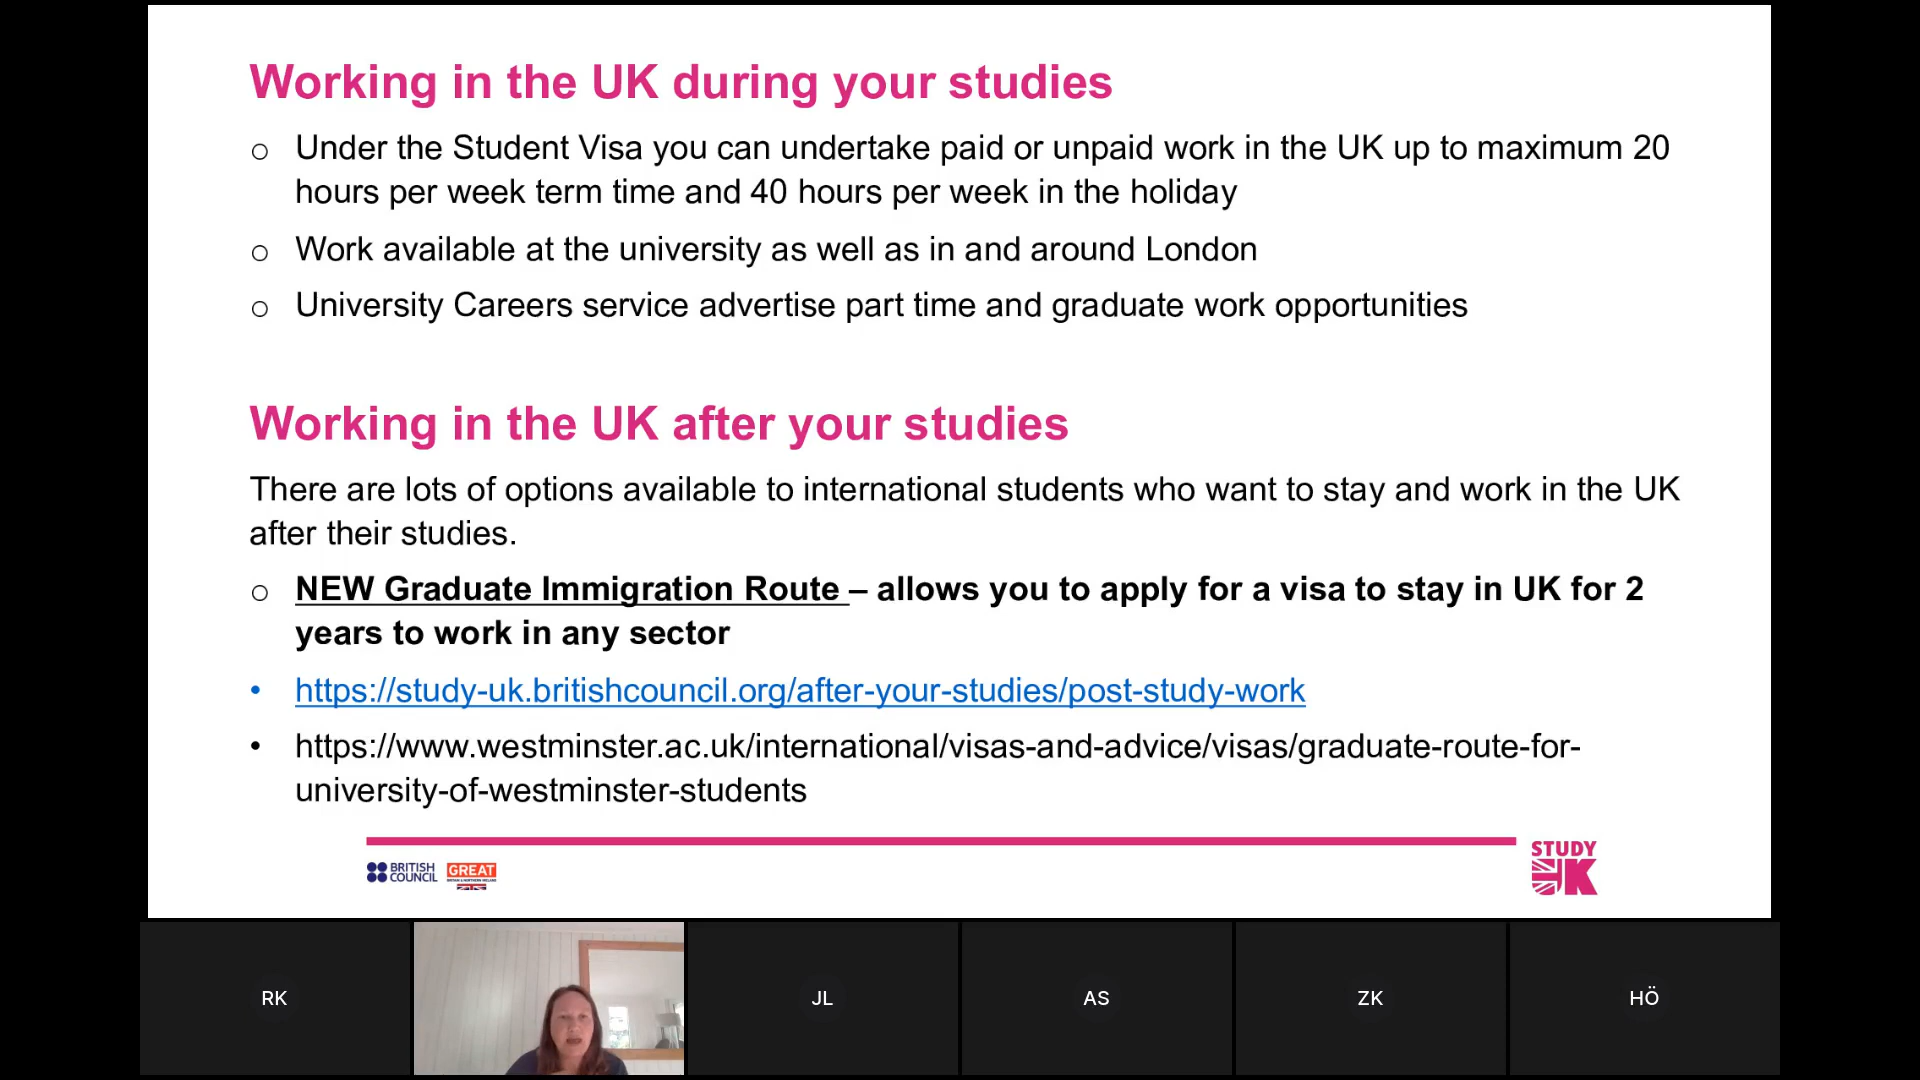 Working in the UK during your studies
o Under the Student Visa you can undertake paid or unpaid work in the UK up to maximum 20
hours per week term time and 40 hours per week in the holiday
o Work available at the university as well as in and around London
o University Careers service advertise part time and graduate work opportunities
Working in the UK after your studies
There are lots of options available to international students who want to stay and work in the UK
after their studies.
o NEW Graduate Immigration Route – allows you to apply for a visa to stay in UK for 2
years to work in any sector
• https://study-uk.britishcouncil.org/after-your-studies/post-study-work
• https://www.westminster.ac.uk/international/visas-and-advice/visas/graduate-route-for-
university-of-westminster-students
BRITISH
COUNCIL
GREAT
BRITAIN & NORTHERN IRELAND
STUDY
UK
RK
JL
AS
ZK
HÖ